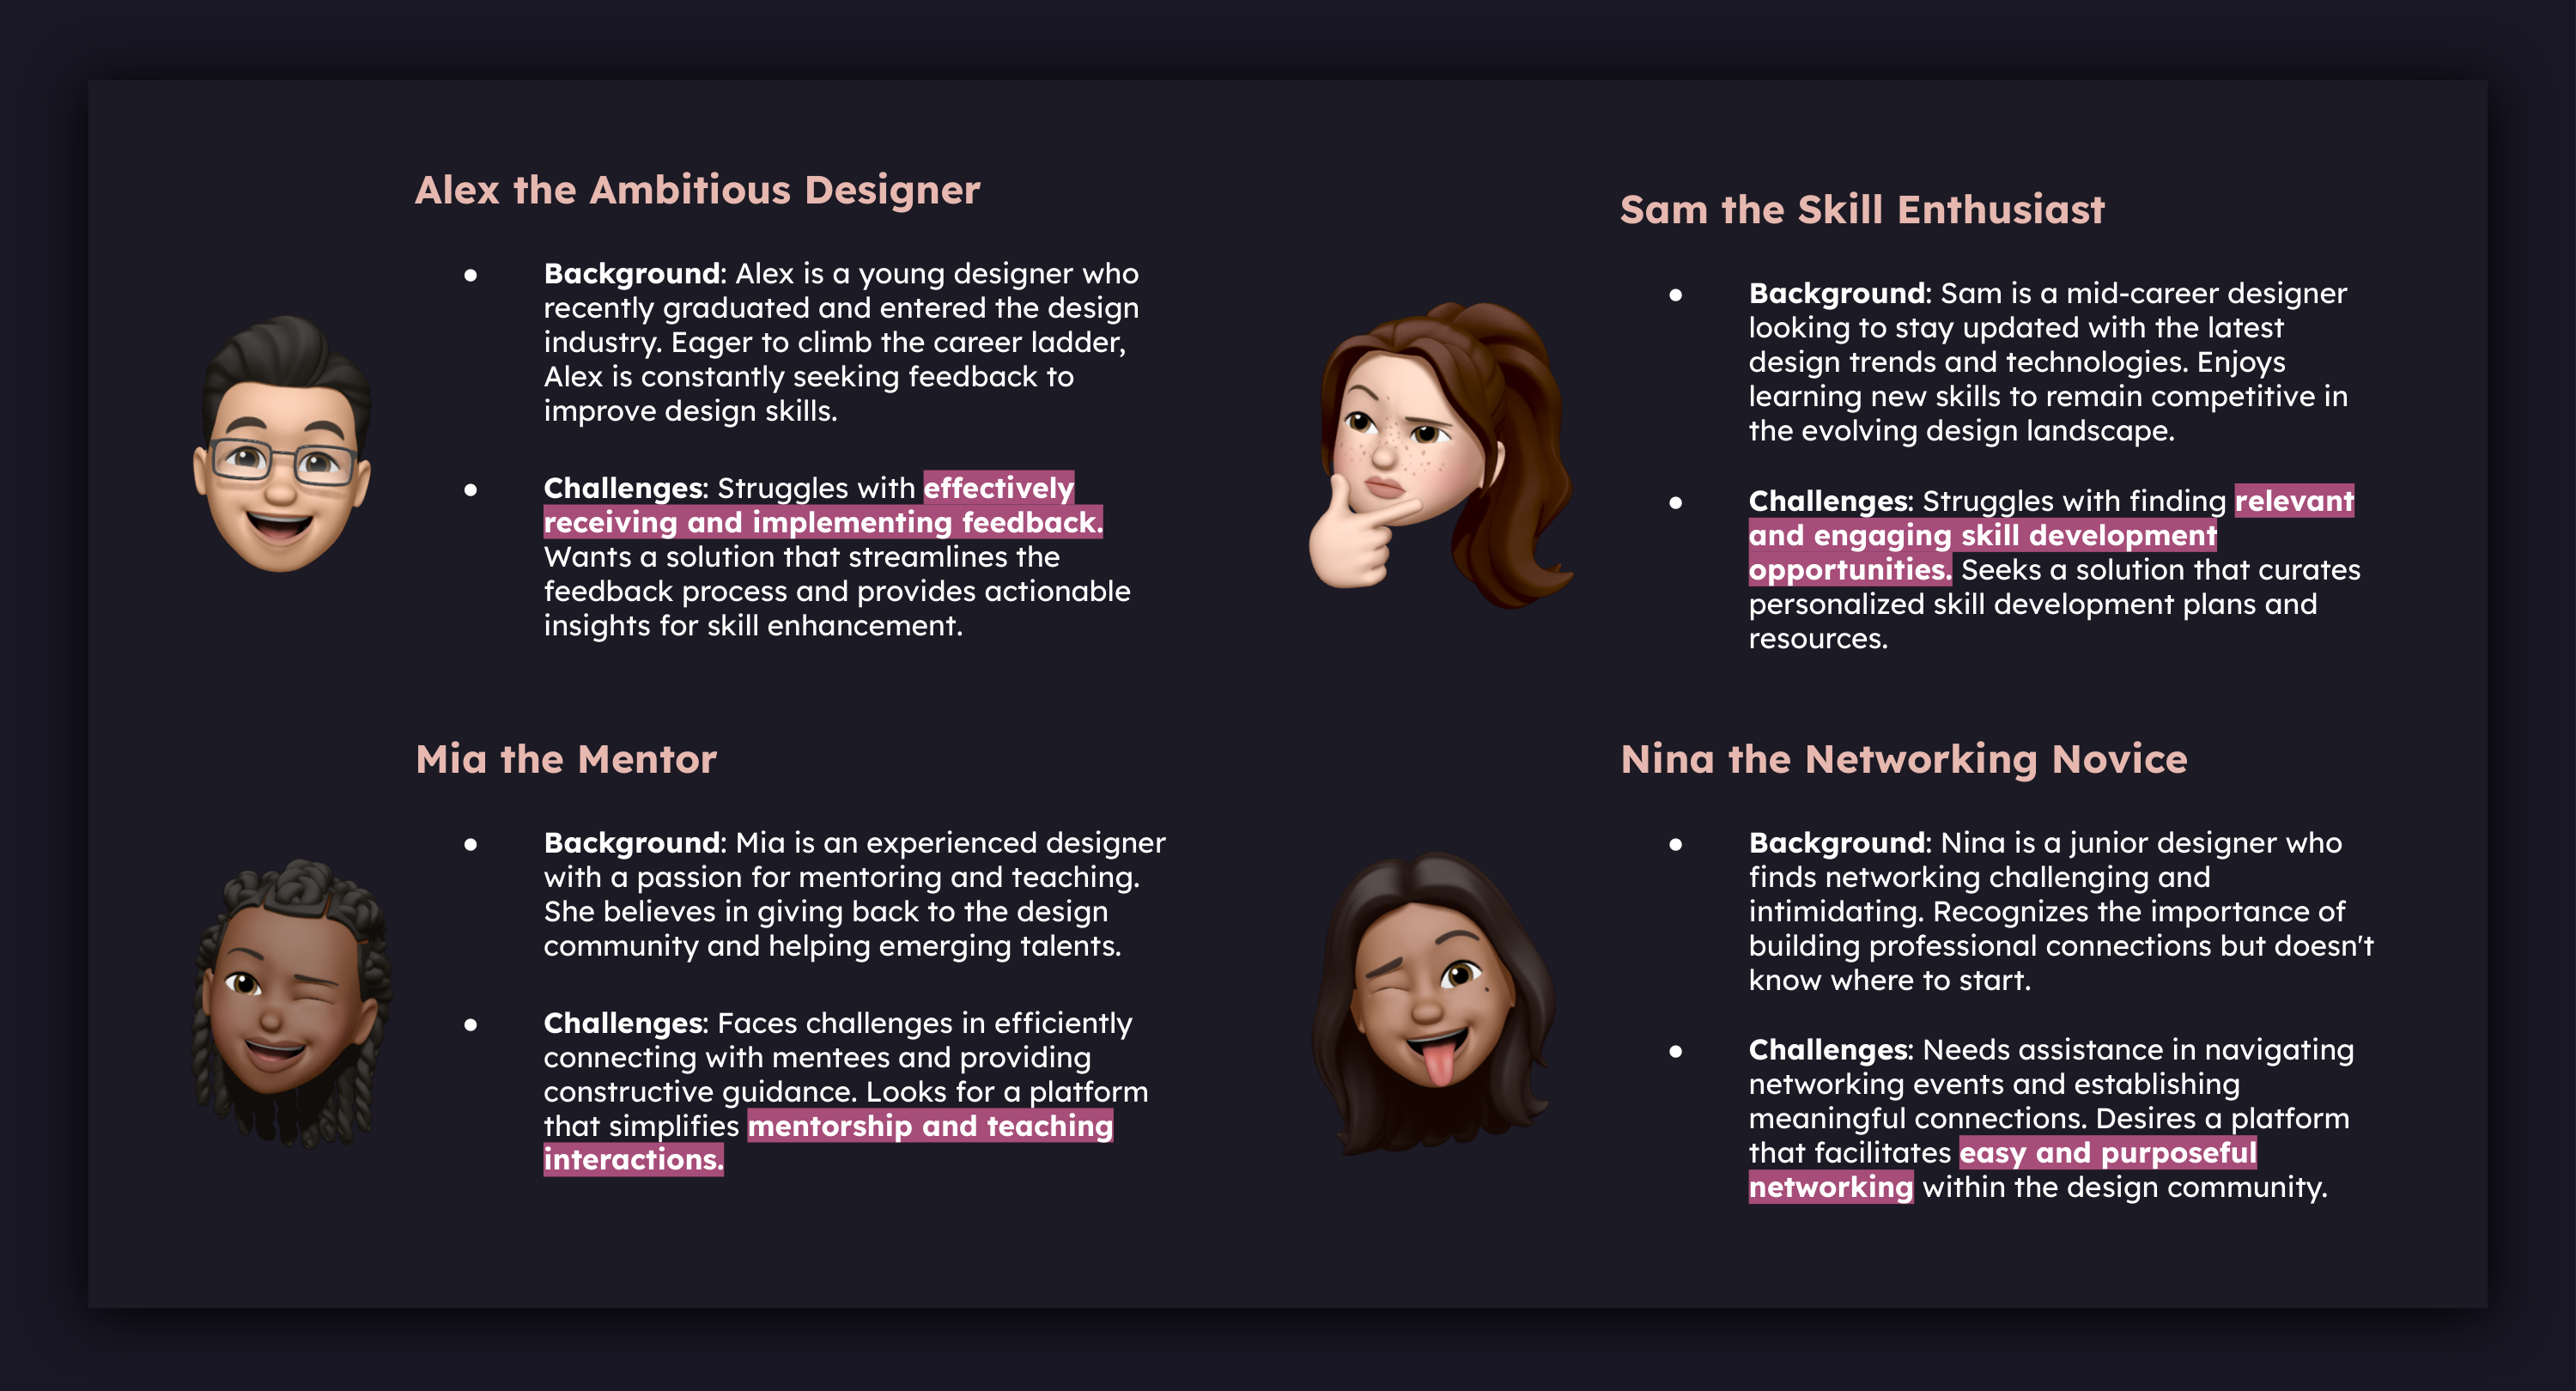 Alex the Ambitious Designer
● Background: Alex is a young designer who
recently graduated and entered the design
industry. Eager to climb the career ladder,
Alex is constantly seeking feedback to
improve design skills.
● Challenges: Struggles with effectively
receiving and implementing feedback.
Wants a solution that streamlines the
feedback process and provides actionable
insights for skill enhancement.
Sam the Skill Enthusiast
● Background: Sam is a mid-career designer
looking to stay updated with the latest
design trends and technologies. Enjoys
learning new skills to remain competitive in
the evolving design landscape.
● Challenges: Struggles with finding relevant
and engaging skill development
opportunities. Seeks a solution that curates
personalized skill development plans and
resources.
Mia the Mentor
● Background: Mia is an experienced designer
with a passion for mentoring and teaching.
She believes in giving back to the design
community and helping emerging talents.
● Challenges: Faces challenges in efficiently
connecting with mentees and providing
constructive guidance. Looks for a platform
that simplifies mentorship and teaching
interactions.
Nina the Networking Novice
● Background: Nina is a junior designer who
finds networking challenging and
intimidating. Recognizes the importance of
building professional connections but doesn't
know where to start.
● Challenges: Needs assistance in navigating
networking events and establishing
meaningful connections. Desires a platform
that facilitates easy and purposeful
networking within the design community.